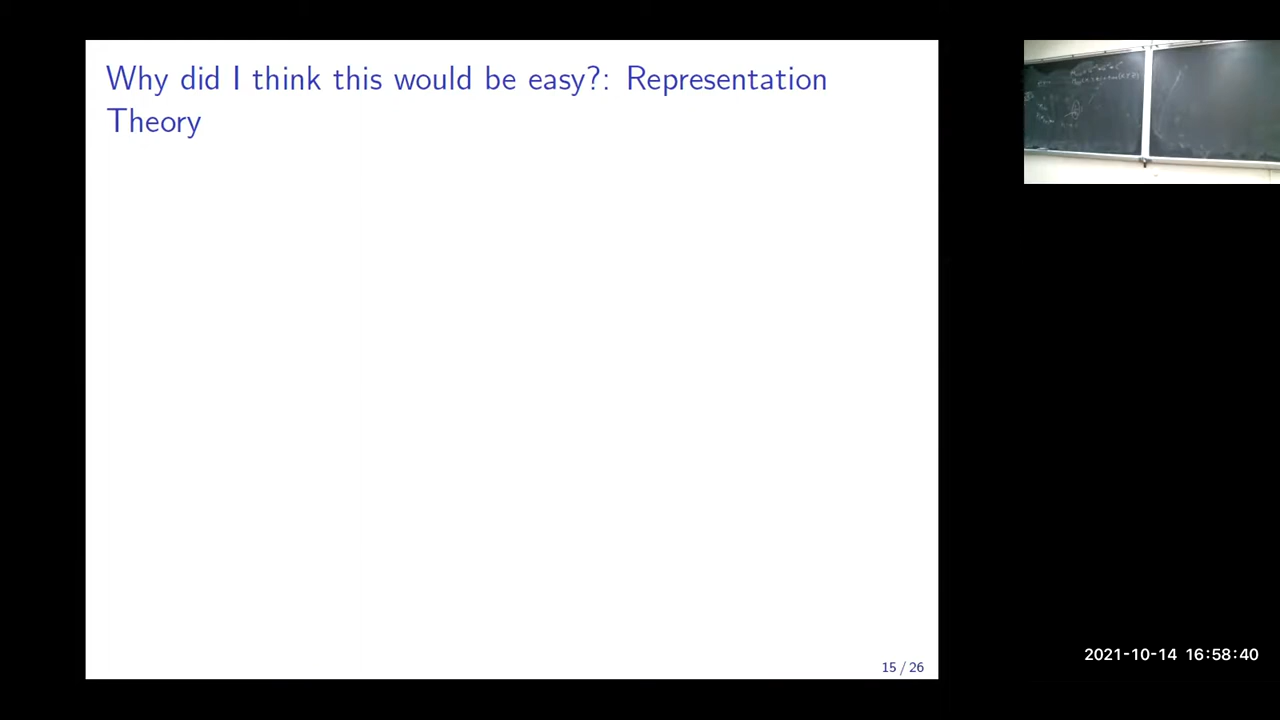 Why did I think this would be easy?: Representation
Theory
15 / 26
2021-10-14 16:58:40